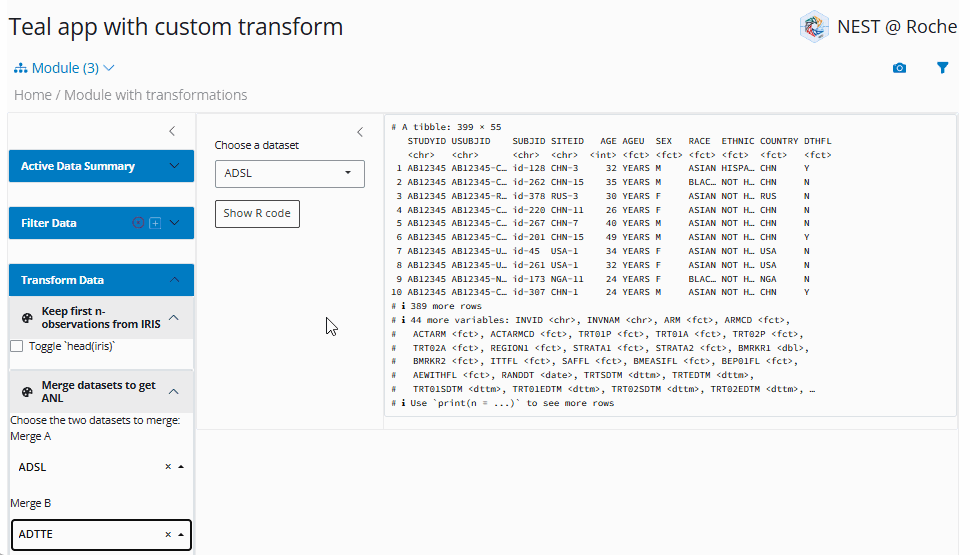 Teal app with custom transform
NEST @ Roche
Module (3)
Home / Module with transformations
Active Data Summary
Filter Data
Transform Data
Keep first n-
observations from IRIS
Toggle `head(iris)`
Merge datasets to get
ANL
Choose the two datasets to merge:
Merge A
ADSL
Merge B
ADTTE
Choose a dataset
ADSL
Show R code
# A tibble: 399 × 55
STUDYID USUBJID SUBJID SITEID AGE AGEU SEX RACE ETHNIC COUNTRY DTHFL
<chr> <chr> <chr> <chr> <int> <fct> <fct> <fct> <fct> <fct> <fct>
1 AB12345 AB12345-C… id-128 CHN-3 32 YEARS M ASIAN HISPA… CHN Y
2 AB12345 AB12345-C… id-262 CHN-15 35 YEARS M BLAC… NOT H… CHN N
3 AB12345 AB12345-R… id-378 RUS-3 30 YEARS F ASIAN NOT H… RUS N
4 AB12345 AB12345-C… id-220 CHN-11 26 YEARS F ASIAN NOT H… CHN N
5 AB12345 AB12345-C… id-267 CHN-7 40 YEARS M ASIAN NOT H… CHN N
6 AB12345 AB12345-C… id-201 CHN-15 49 YEARS M ASIAN NOT H… CHN Y
7 AB12345 AB12345-U… id-45 USA-1 34 YEARS F ASIAN NOT H… USA N
8 AB12345 AB12345-U… id-261 USA-1 32 YEARS F ASIAN NOT H… USA N
9 AB12345 AB12345-N… id-173 NGA-11 24 YEARS F BLAC… NOT H… NGA N
10 AB12345 AB12345-C… id-307 CHN-1 24 YEARS M ASIAN NOT H… CHN Y
# ℹ 389 more rows
# ℹ 44 more variables: INVID <chr>, INVNAM <chr>, ARM <fct>, ARMCD <fct>,
# ACTARM <fct>, ACTARMCD <fct>, TRT01P <fct>, TRT01A <fct>, TRT02P <fct>,
# TRT02A <fct>, REGION1 <fct>, STRATA1 <fct>, STRATA2 <fct>, BMRKR1 <dbl>,
# BMRKR2 <fct>, ITTFL <fct>, SAFFL <fct>, BMEASIFL <fct>, BEP01FL <fct>,
# AEWITHFL <fct>, RANDDT <date>, TRTSDTM <dttm>, TRTEDTM <dttm>,
# TRT01SDTM <dttm>, TRT01EDTM <dttm>, TRT02SDTM <dttm>, TRT02EDTM <dttm>, …
# ℹ Use `print(n = ...)` to see more rows